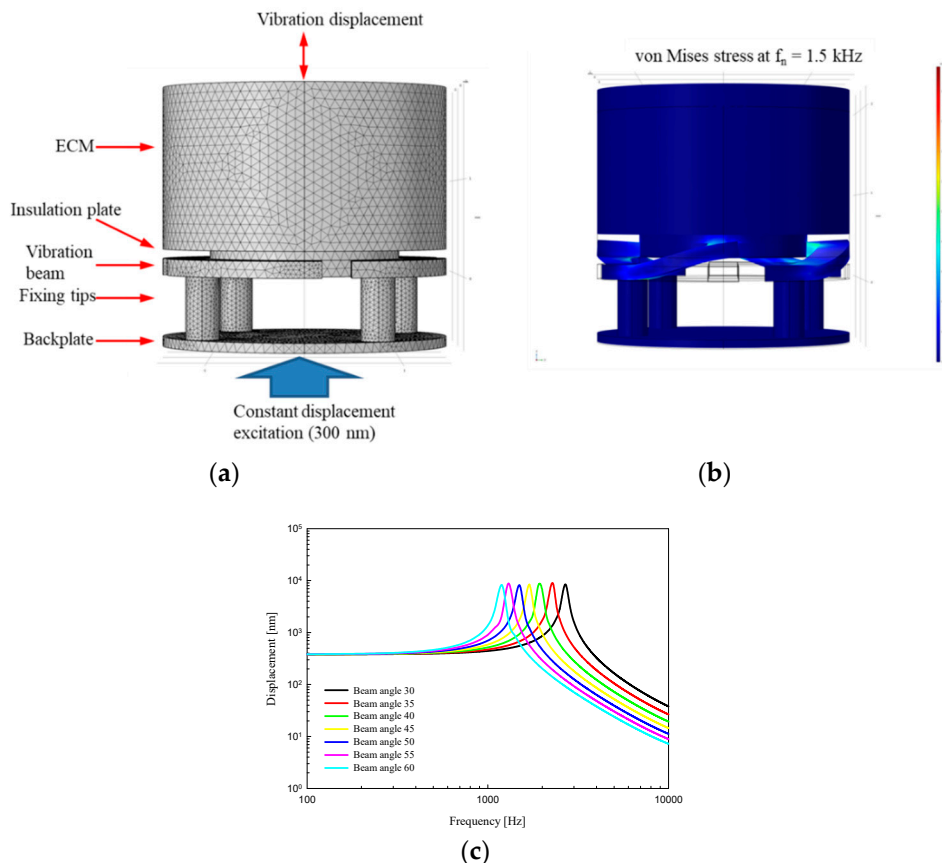 Vibration displacement
ECM
Insulation plate
Vibration
beam
Fixing tips
Backplate
Constant displacement
excitation (300 nm)
(a)
von Mises stress at fₙ = 1.5 kHz
(b)
10⁵
10⁴
10³
10²
10¹
10⁰
Displacement [nm]
Beam angle 30
Beam angle 35
Beam angle 40
Beam angle 45
Beam angle 50
Beam angle 55
Beam angle 60
100
1000
10000
Frequency [Hz]
(c)